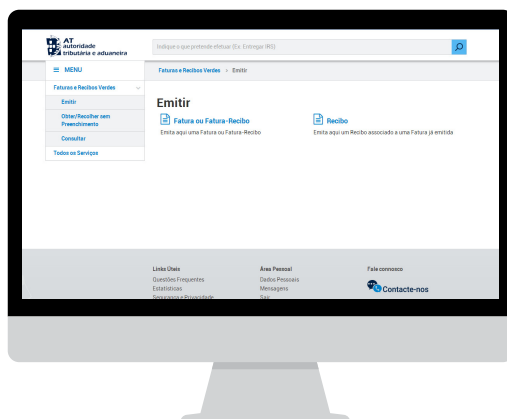 AT
autoridade
tributária e aduaneira
Indique o que pretende efetuar (Ex. Entregar IRS)
MENU
Faturas e Recibos Verdes > Emitir
Faturas e Recibos Verdes
Emitir
Obter/Recolher sem
Preenchimento
Consultar
Todos os Serviços
Emitir
Fatura ou Fatura-Recibo
Emita aqui uma Fatura ou Fatura-Recibo
Recibo
Emita aqui um Recibo associado a uma Fatura já emitida
Links Úteis
Questões Frequentes
Estatísticas
Segurança e Privacidade
Área Pessoal
Dados Pessoais
Mensagens
Sair
Fale connosco
Contacte-nos